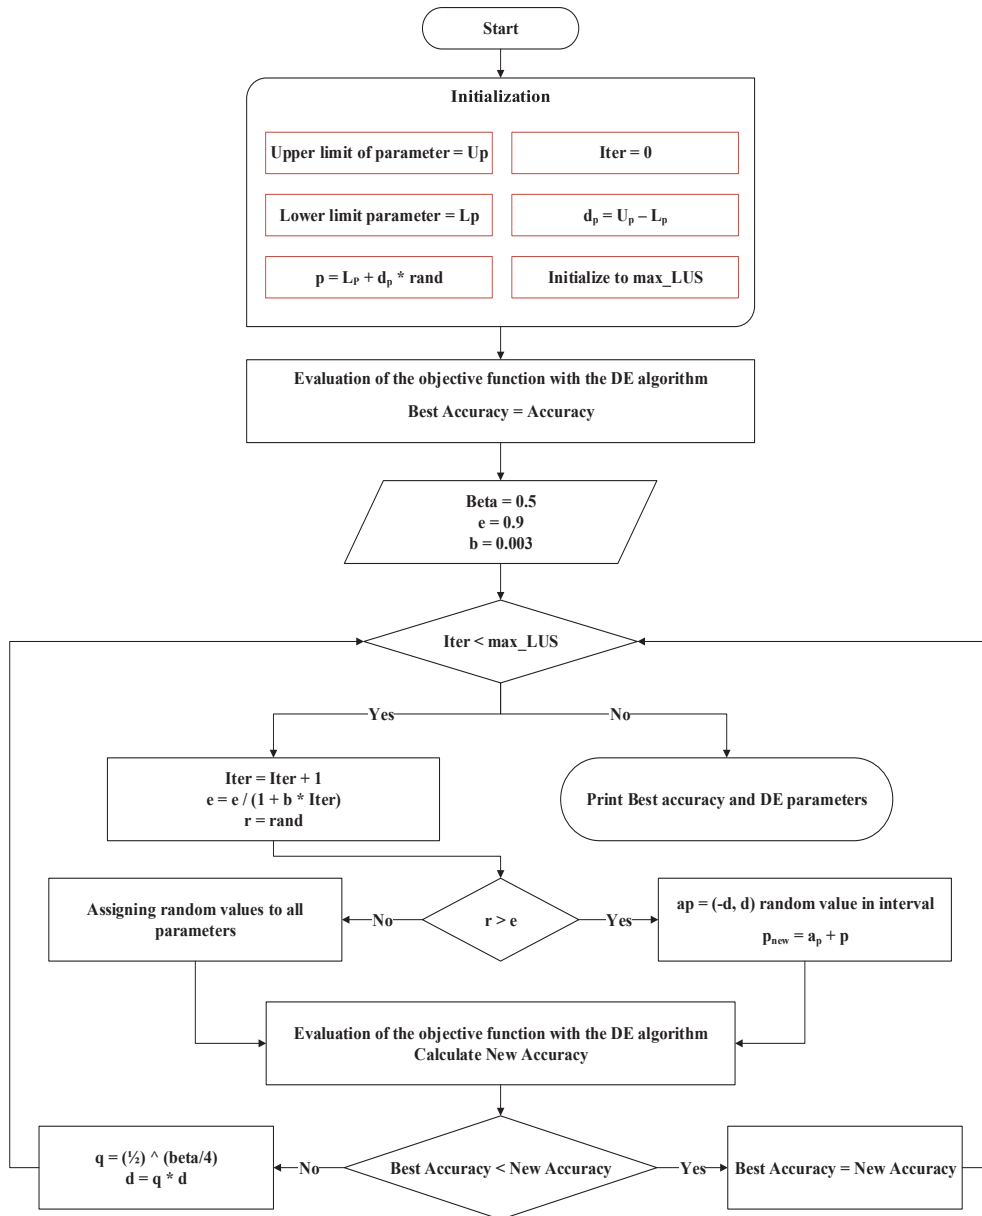 Start
Initialization
Upper limit of parameter = Up
Iter = 0
Lower limit parameter = Lp
dₚ = Uₚ – Lₚ
p = Lₚ + dₚ * rand
Initialize to max_LUS
Evaluation of the objective function with the DE algorithm
Best Accuracy = Accuracy
Beta = 0.5
e = 0.9
b = 0.003
Iter < max_LUS
Yes
No
Iter = Iter + 1
e = e / (1 + b * Iter)
r = rand
Print Best accuracy and DE parameters
Assigning random values to all
parameters
No
r > e
Yes
ap = (-d, d) random value in interval
pₙₑw = aₚ + p
Evaluation of the objective function with the DE algorithm
Calculate New Accuracy
q = (½) ^ (beta/4)
d = q * d
No
Best Accuracy < New Accuracy
Yes
Best Accuracy = New Accuracy